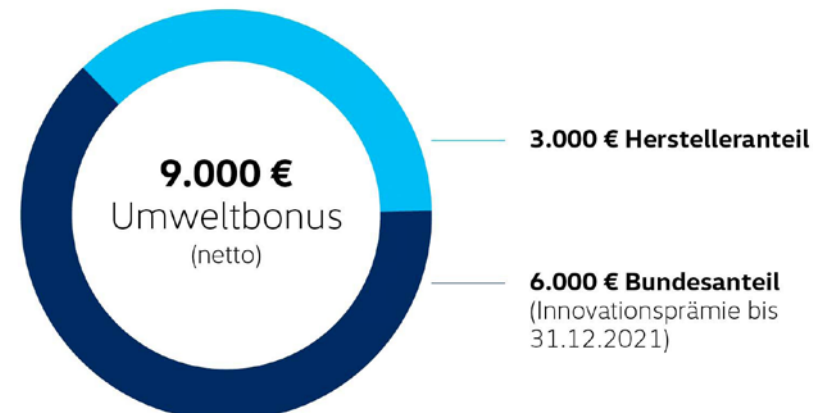 9.000 €
Umweltbonus
(netto)
3.000 € Herstelleranteil
6.000 € Bundesanteil
(Innovationsprämie bis
31.12.2021)